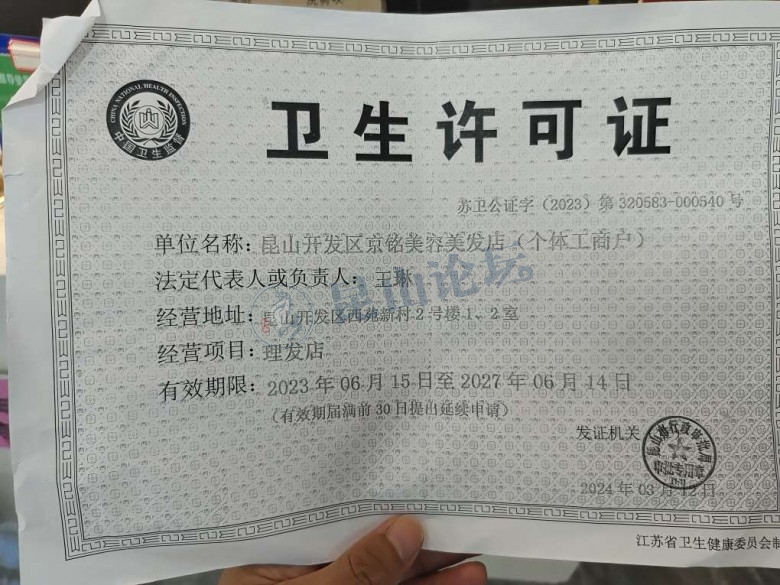 CHINA NATIONAL HEALTH INSPECTION
中国卫生监督
卫生许可证
苏卫公证字（2023）第 320583-000540 号
单位名称：昆山开发区京铭美容美发店（个体工商户）
法定代表人或负责人：王琳
昆山论坛
经营地址：昆山开发区西苑新村2号楼1、2室
经营项目：理发店
有效期限：2023 年 06 月 15 日至 2027 年 06 月 14 日
（有效期届满前 30 日提出延续申请）
发证机关
2024 年 03 月 12 日
江苏省卫生健康委员会制